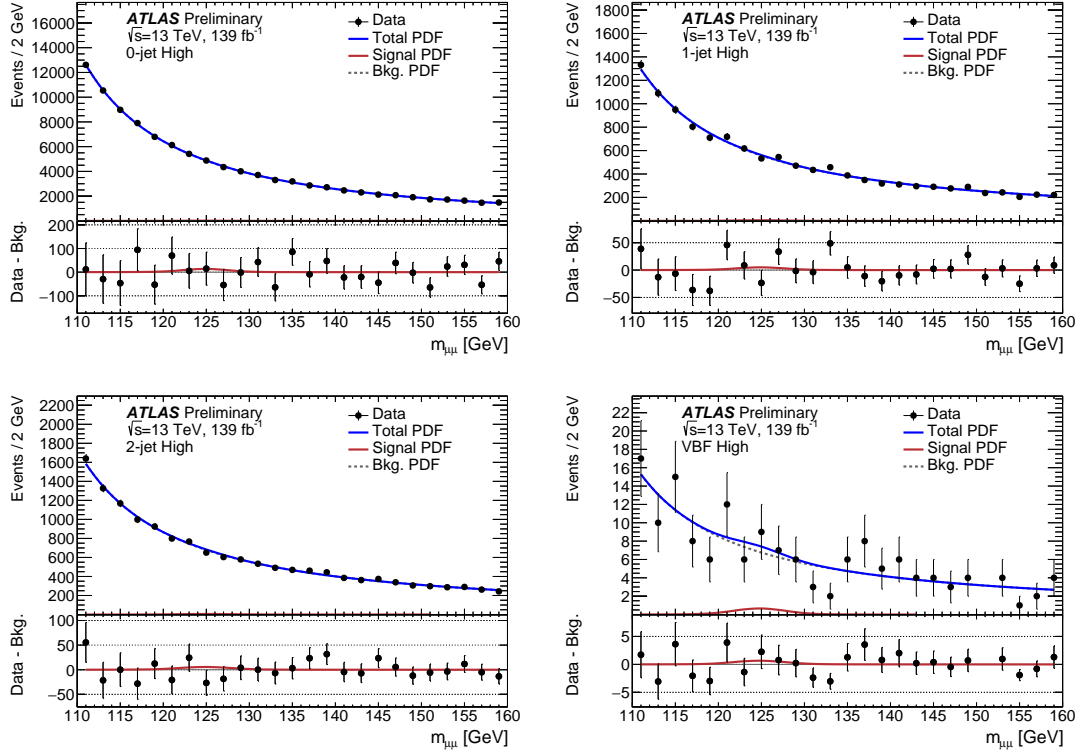 Events / 2 GeV
16000
14000
12000
10000
8000
6000
4000
2000
ATLAS Preliminary
√s=13 TeV, 139 fb⁻¹
0-jet High
Data
Total PDF
Signal PDF
Bkg. PDF
Data - Bkg.
200
100
0
−100
110 115 120 125 130 135 140 145 150 155 160
mμμ [GeV]
Events / 2 GeV
1800
1600
1400
1200
1000
800
600
400
200
ATLAS Preliminary
√s=13 TeV, 139 fb⁻¹
1-jet High
Data
Total PDF
Signal PDF
Bkg. PDF
Data - Bkg.
50
0
−50
110 115 120 125 130 135 140 145 150 155 160
mμμ [GeV]
Events / 2 GeV
2200
2000
1800
1600
1400
1200
1000
800
600
400
200
ATLAS Preliminary
√s=13 TeV, 139 fb⁻¹
2-jet High
Data
Total PDF
Signal PDF
Bkg. PDF
Data - Bkg.
100
50
0
−50
110 115 120 125 130 135 140 145 150 155 160
mμμ [GeV]
Events / 2 GeV
22
20
18
16
14
12
10
8
6
4
2
ATLAS Preliminary
√s=13 TeV, 139 fb⁻¹
VBF High
Data
Total PDF
Signal PDF
Bkg. PDF
Data - Bkg.
5
0
−5
110 115 120 125 130 135 140 145 150 155 160
mμμ [GeV]